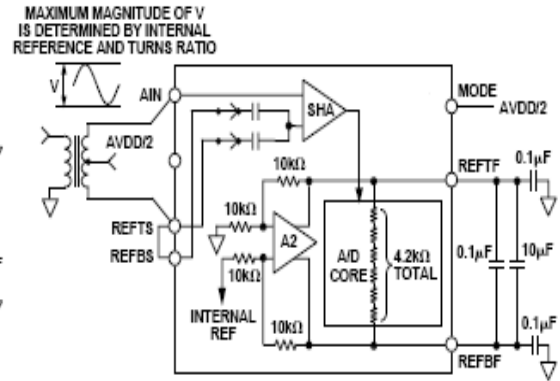 MAXIMUM MAGNITUDE OF V
IS DETERMINED BY INTERNAL
REFERENCE AND TURNS RATIO
V
AIN
SHA
MODE
AVDD/2
AVDD/2
REFTF
0.1µF
10kΩ
REFTS
10kΩ
A2
REFBS
10kΩ
A/D
CORE
4.2kΩ
TOTAL
0.1µF
10µF
INTERNAL
REF
10kΩ
0.1µF
REFBF